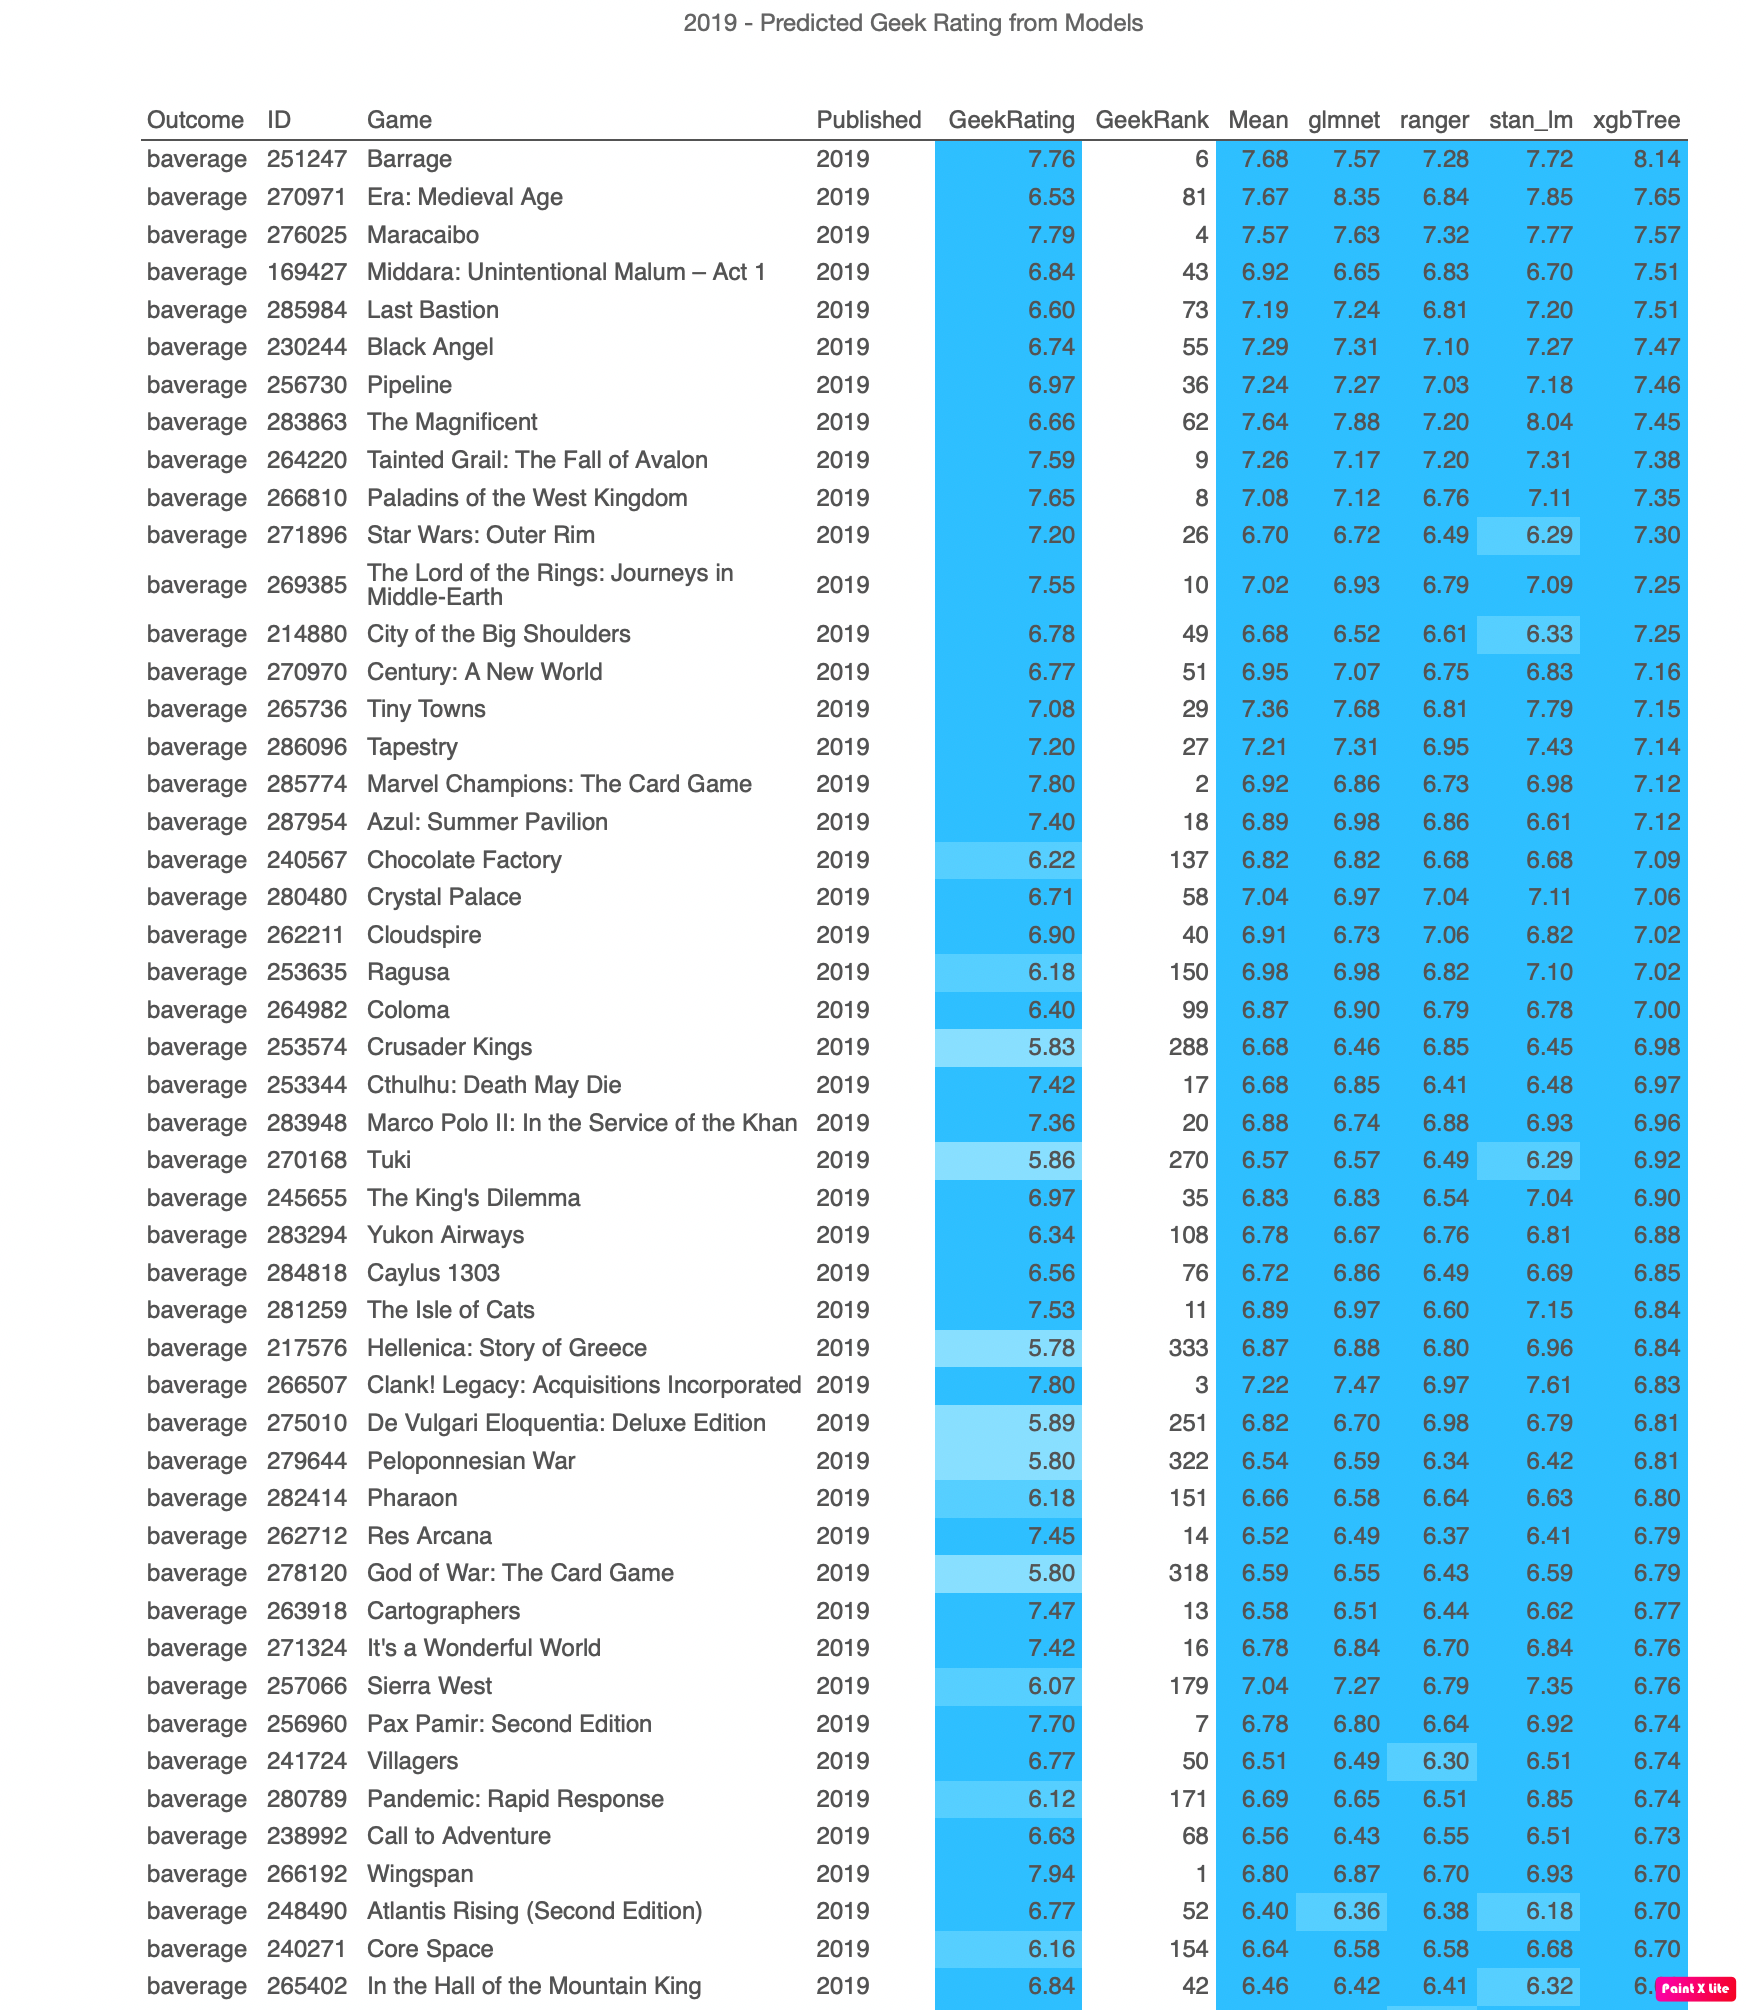 2019 - Predicted Geek Rating from Models
Outcome ID Game Published GeekRating GeekRank Mean glmnet ranger stan_lm xgbTree
baverage 251247 Barrage 2019 7.76 6 7.68 7.57 7.28 7.72 8.14
baverage 270971 Era: Medieval Age 2019 6.53 81 7.67 8.35 6.84 7.85 7.65
baverage 276025 Maracaibo 2019 7.79 4 7.57 7.63 7.32 7.77 7.57
baverage 169427 Middara: Unintentional Malum – Act 1 2019 6.84 43 6.92 6.65 6.83 6.70 7.51
baverage 285984 Last Bastion 2019 6.60 73 7.19 7.24 6.81 7.20 7.51
baverage 230244 Black Angel 2019 6.74 55 7.29 7.31 7.10 7.27 7.47
baverage 256730 Pipeline 2019 6.97 36 7.24 7.27 7.03 7.18 7.46
baverage 283863 The Magnificent 2019 6.66 62 7.64 7.88 7.20 8.04 7.45
baverage 264220 Tainted Grail: The Fall of Avalon 2019 7.59 9 7.26 7.17 7.20 7.31 7.38
baverage 266810 Paladins of the West Kingdom 2019 7.65 8 7.08 7.12 6.76 7.11 7.35
baverage 271896 Star Wars: Outer Rim 2019 7.20 26 6.70 6.72 6.49 6.29 7.30
The Lord of the Rings: Journeys in
baverage 269385 2019 7.55 10 7.02 6.93 6.79 7.09 7.25
Middle-Earth
baverage 214880 City of the Big Shoulders 2019 6.78 49 6.68 6.52 6.61 6.33 7.25
baverage 270970 Century: A New World 2019 6.77 51 6.95 7.07 6.75 6.83 7.16
baverage 265736 Tiny Towns 2019 7.08 29 7.36 7.68 6.81 7.79 7.15
baverage 286096 Tapestry 2019 7.20 27 7.21 7.31 6.95 7.43 7.14
baverage 285774 Marvel Champions: The Card Game 2019 7.80 2 6.92 6.86 6.73 6.98 7.12
baverage 287954 Azul: Summer Pavilion 2019 7.40 18 6.89 6.98 6.86 6.61 7.12
baverage 240567 Chocolate Factory 2019 6.22 137 6.82 6.82 6.68 6.68 7.09
baverage 280480 Crystal Palace 2019 6.71 58 7.04 6.97 7.04 7.11 7.06
baverage 262211 Cloudspire 2019 6.90 40 6.91 6.73 7.06 6.82 7.02
baverage 253635 Ragusa 2019 6.18 150 6.98 6.98 6.82 7.10 7.02
baverage 264982 Coloma 2019 6.40 99 6.87 6.90 6.79 6.78 7.00
baverage 253574 Crusader Kings 2019 5.83 288 6.68 6.46 6.85 6.45 6.98
baverage 253344 Cthulhu: Death May Die 2019 7.42 17 6.68 6.85 6.41 6.48 6.97
baverage 283948 Marco Polo II: In the Service of the Khan 2019 7.36 20 6.88 6.74 6.88 6.93 6.96
baverage 270168 Tuki 2019 5.86 270 6.57 6.57 6.49 6.29 6.92
baverage 245655 The King's Dilemma 2019 6.97 35 6.83 6.83 6.54 7.04 6.90
baverage 283294 Yukon Airways 2019 6.34 108 6.78 6.67 6.76 6.81 6.88
baverage 284818 Caylus 1303 2019 6.56 76 6.72 6.86 6.49 6.69 6.85
baverage 281259 The Isle of Cats 2019 7.53 11 6.89 6.97 6.60 7.15 6.84
baverage 217576 Hellenica: Story of Greece 2019 5.78 333 6.87 6.88 6.80 6.96 6.84
baverage 266507 Clank! Legacy: Acquisitions Incorporated 2019 7.80 3 7.22 7.47 6.97 7.61 6.83
baverage 275010 De Vulgari Eloquentia: Deluxe Edition 2019 5.89 251 6.82 6.70 6.98 6.79 6.81
baverage 279644 Peloponnesian War 2019 5.80 322 6.54 6.59 6.34 6.42 6.81
baverage 282414 Pharaon 2019 6.18 151 6.66 6.58 6.64 6.63 6.80
baverage 262712 Res Arcana 2019 7.45 14 6.52 6.49 6.37 6.41 6.79
baverage 278120 God of War: The Card Game 2019 5.80 318 6.59 6.55 6.43 6.59 6.79
baverage 263918 Cartographers 2019 7.47 13 6.58 6.51 6.44 6.62 6.77
baverage 271324 It's a Wonderful World 2019 7.42 16 6.78 6.84 6.70 6.84 6.76
baverage 257066 Sierra West 2019 6.07 179 7.04 7.27 6.79 7.35 6.76
baverage 256960 Pax Pamir: Second Edition 2019 7.70 7 6.78 6.80 6.64 6.92 6.74
baverage 241724 Villagers 2019 6.77 50 6.51 6.49 6.30 6.51 6.74
baverage 280789 Pandemic: Rapid Response 2019 6.12 171 6.69 6.65 6.51 6.85 6.74
baverage 238992 Call to Adventure 2019 6.63 68 6.56 6.43 6.55 6.51 6.73
baverage 266192 Wingspan 2019 7.94 1 6.80 6.87 6.70 6.93 6.70
baverage 248490 Atlantis Rising (Second Edition) 2019 6.77 52 6.40 6.36 6.38 6.18 6.70
baverage 240271 Core Space 2019 6.16 154 6.64 6.58 6.58 6.68 6.70
baverage 265402 In the Hall of the Mountain King 2019 6.84 42 6.46 6.42 6.41 6.32
Paint X Lite